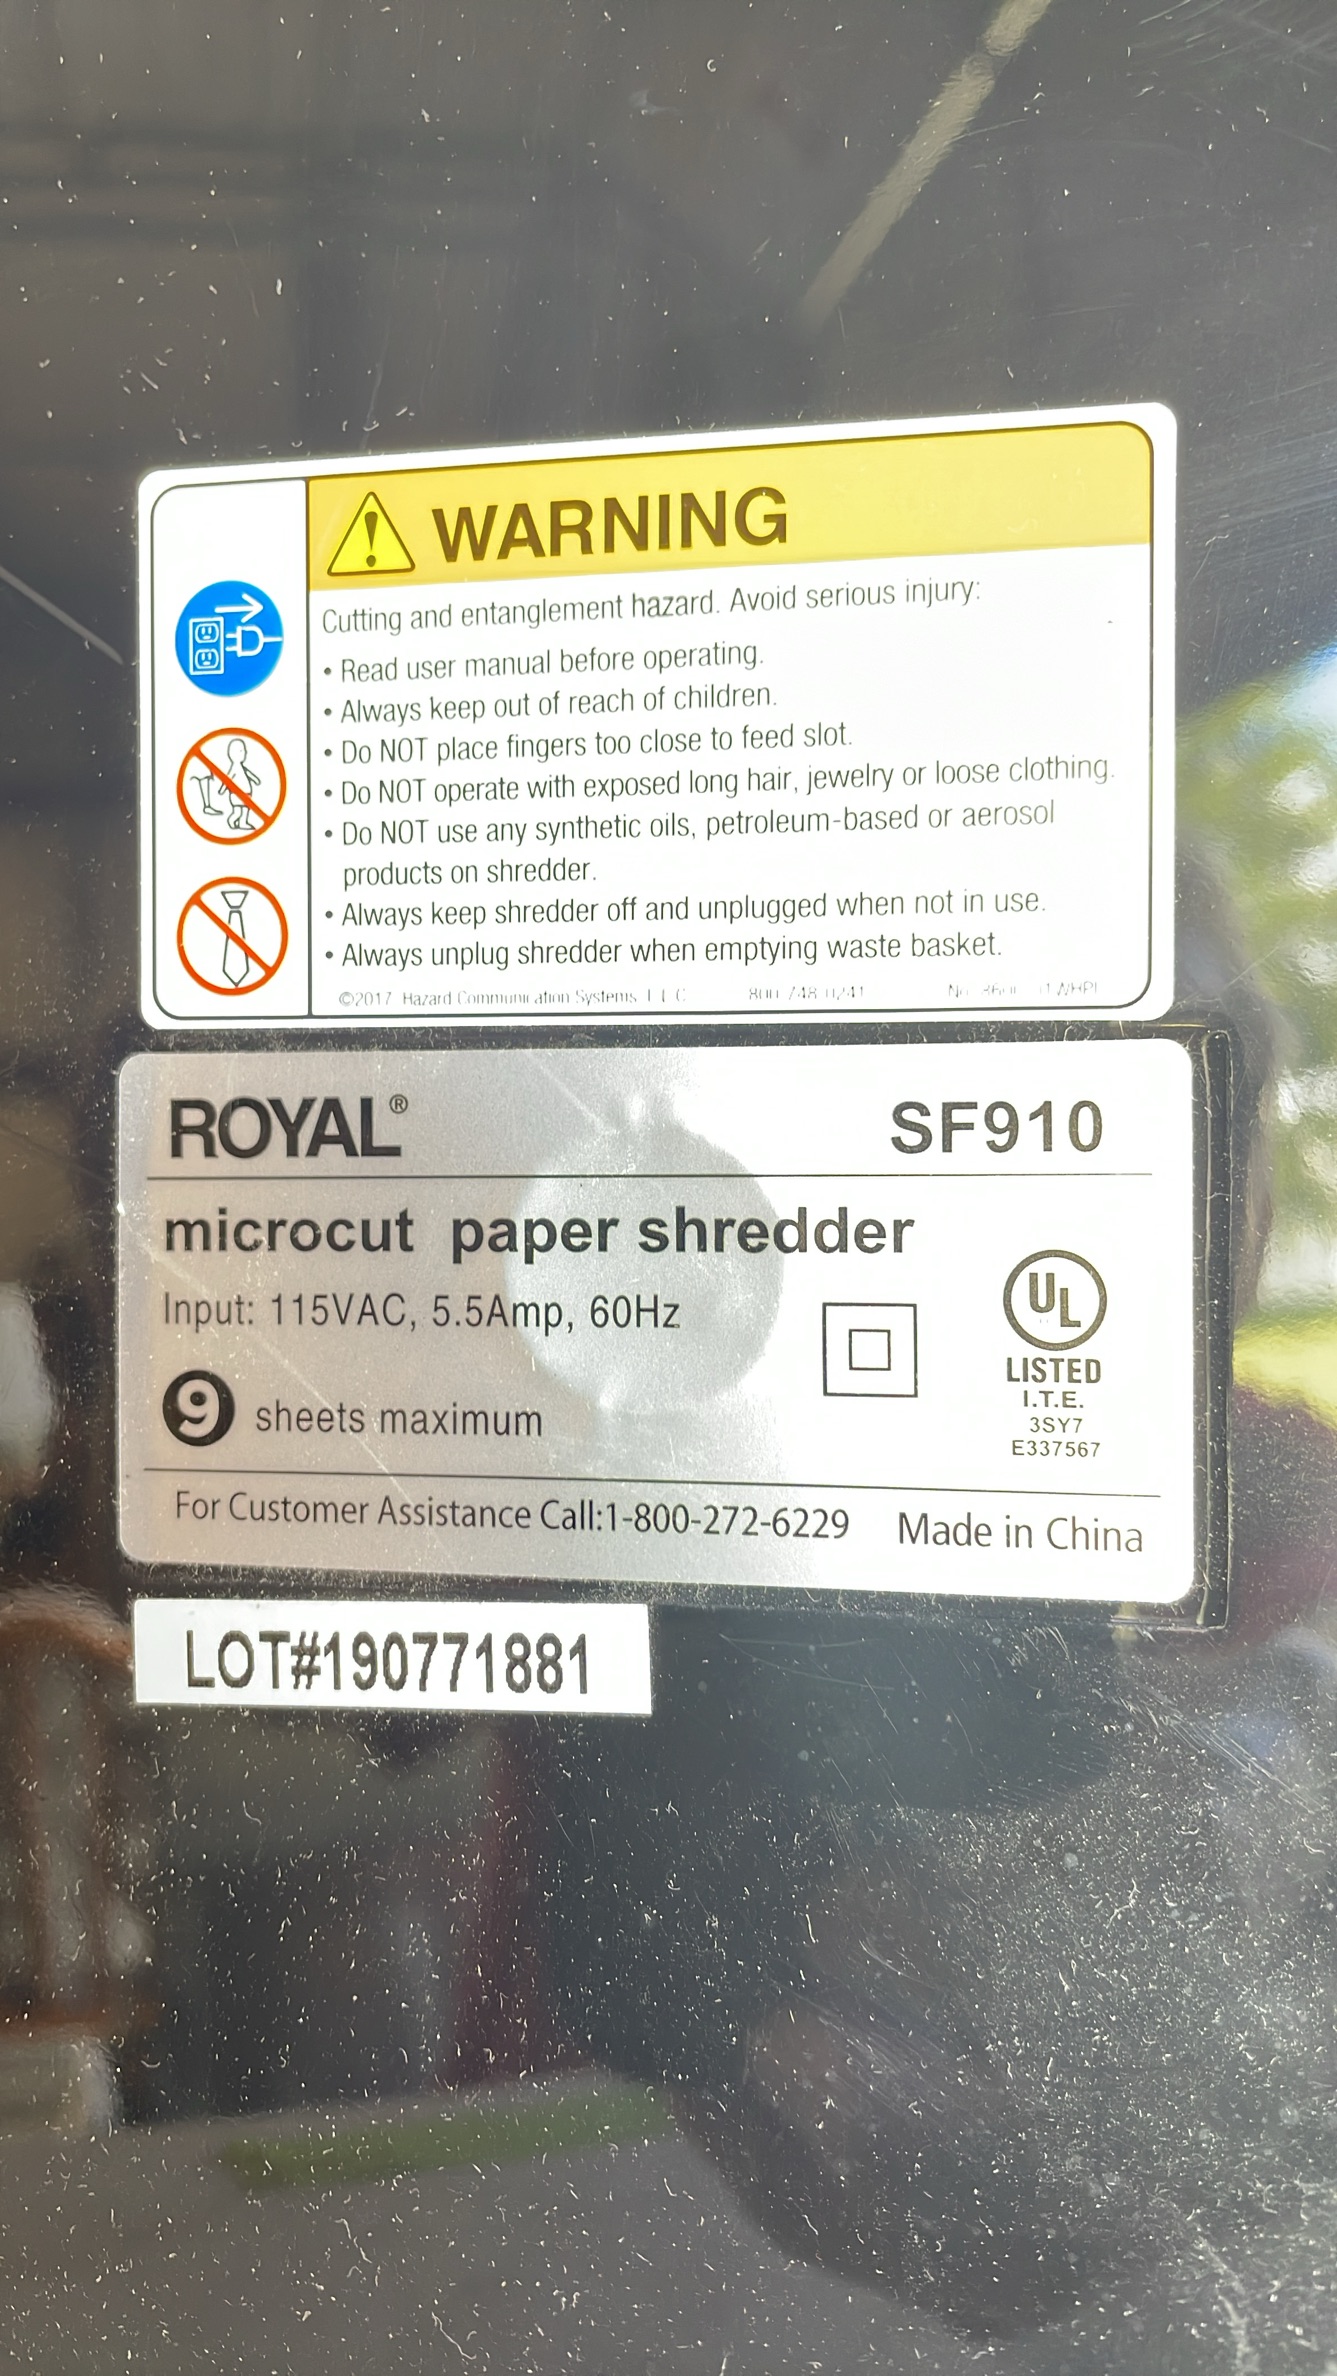 WARNING
Cutting and entanglement hazard. Avoid serious injury:
• Read user manual before operating.
• Always keep out of reach of children.
• Do NOT place fingers too close to feed slot.
• Do NOT operate with exposed long hair, jewelry or loose clothing.
• Do NOT use any synthetic oils, petroleum-based or aerosol
products on shredder.
• Always keep shredder off and unplugged when not in use.
• Always unplug shredder when emptying waste basket.
©2017 Hazard Communication Systems, LLC 800 748 0241
ROYAL® SF910
microcut paper shredder
Input: 115VAC, 5.5Amp, 60Hz
9 sheets maximum
UL
LISTED
I.T.E.
3SY7
E337567
For Customer Assistance Call:1-800-272-6229 Made in China
LOT#190771881